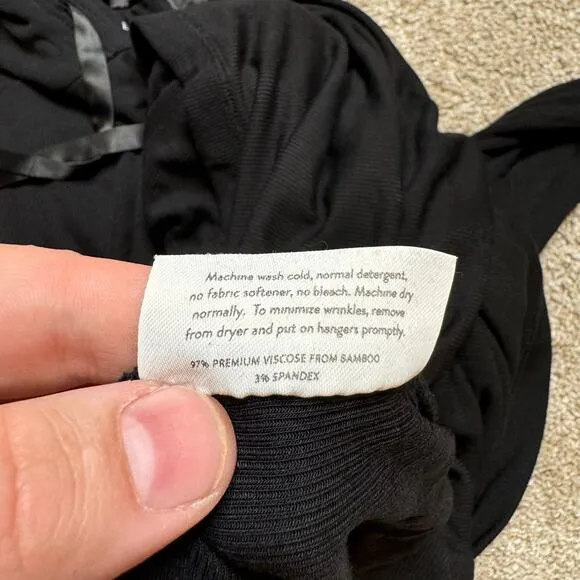 Machine wash cold, normal detergent,
no fabric softener, no bleach. Machine dry
normally. To minimize wrinkles, remove
from dryer and put on hangers promptly.
97% PREMIUM VISCOSE FROM BAMBOO
3% SPANDEX